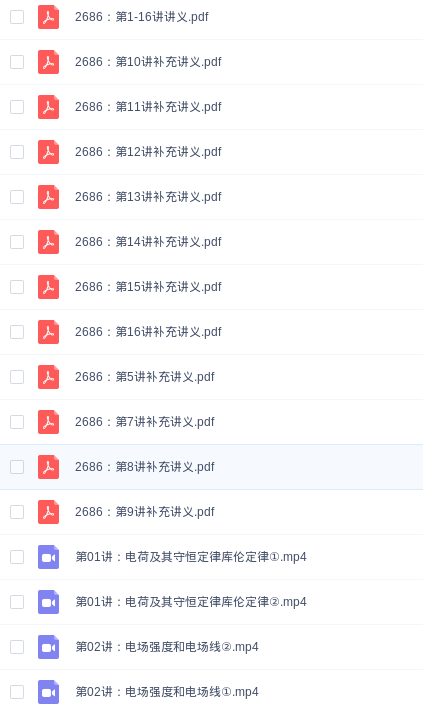 2686：第1-16讲讲义.pdf
2686：第10讲补充讲义.pdf
2686：第11讲补充讲义.pdf
2686：第12讲补充讲义.pdf
2686：第13讲补充讲义.pdf
2686：第14讲补充讲义.pdf
2686：第15讲补充讲义.pdf
2686：第16讲补充讲义.pdf
2686：第5讲补充讲义.pdf
2686：第7讲补充讲义.pdf
2686：第8讲补充讲义.pdf
2686：第9讲补充讲义.pdf
第01讲：电荷及其守恒定律库伦定律①.mp4
第01讲：电荷及其守恒定律库伦定律②.mp4
第02讲：电场强度和电场线②.mp4
第02讲：电场强度和电场线①.mp4